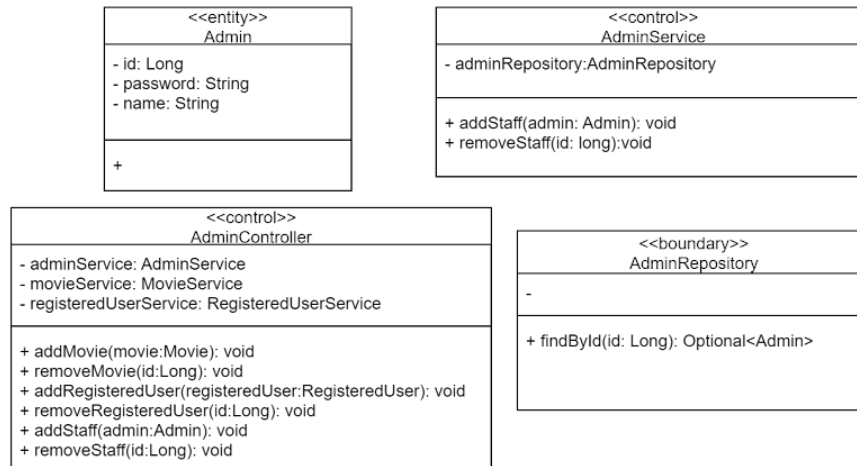 <<entity>>
Admin
- id: Long
- password: String
- name: String
+
<<control>>
AdminService
- adminRepository:AdminRepository
+ addStaff(admin: Admin): void
+ removeStaff(id: long):void
<<control>>
AdminController
- adminService: AdminService
- movieService: MovieService
- registeredUserService: RegisteredUserService
+ addMovie(movie:Movie): void
+ removeMovie(id:Long): void
+ addRegisteredUser(registeredUser:RegisteredUser): void
+ removeRegisteredUser(id:Long): void
+ addStaff(admin:Admin): void
+ removeStaff(id:Long): void
<<boundary>>
AdminRepository
-
+ findById(id: Long): Optional<Admin>